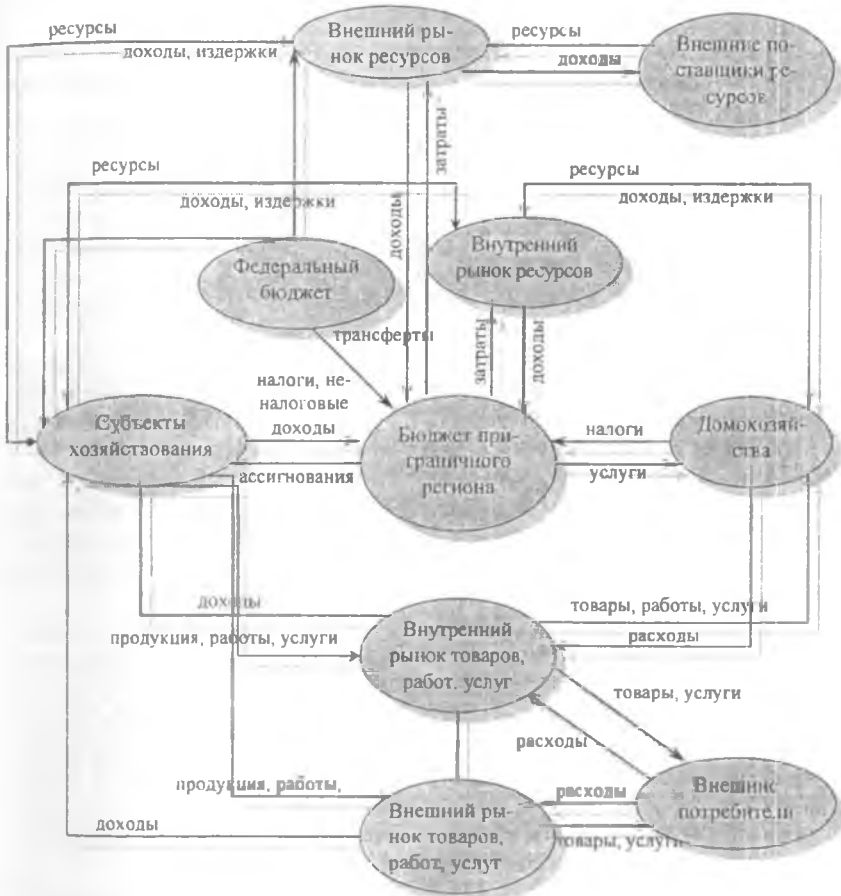 ресурсы
доходы, издержки
Внешний ры-
нок ресурсов
ресурсы
доходы
Внешние по-
ставщики ре-
сурсов
затраты
доходы
ресурсы
доходы, издержки
ресурсы
доходы, издержки
Федеральный
бюджет
Внутренний
рынок ресурсов
трансферты
затраты
доходы
налоги, не-
налоговые
доходы
Субъекты
хозяйствования
ассигнования
Бюджет при-
граничного
региона
налоги
услуги
Домохозяй-
ства
доходы
продукция, работы, услуги
Внутренний
рынок товаров,
работ, услуг
товары, работы, услуги
расходы
товары, услуги
расходы
продукция, работы,
доходы
Внешний ры-
нок товаров,
работ, услуг
расходы
товары, услуги
Внешние
потребители